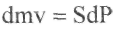 dmv = SdP